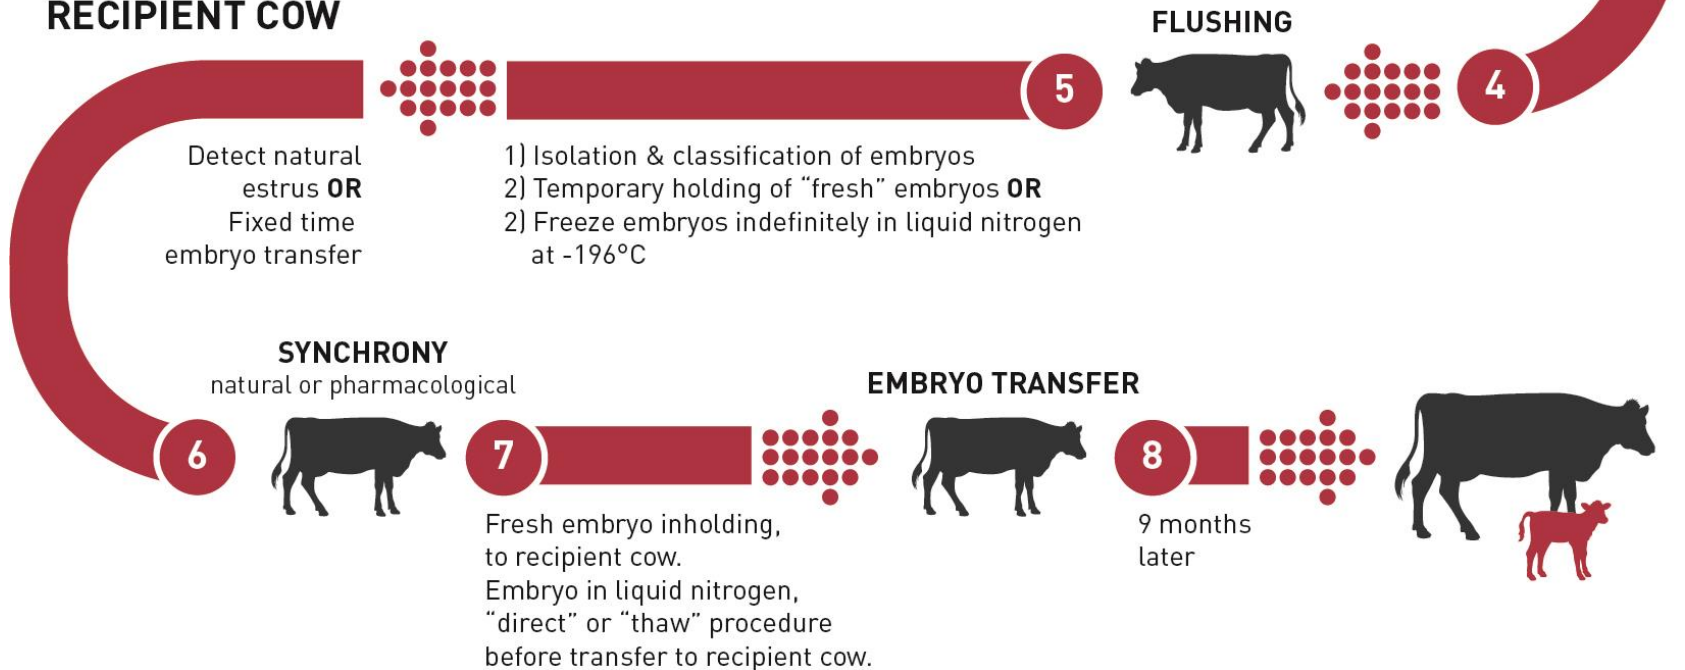 RECIPIENT COW
FLUSHING
4
5
1) Isolation & classification of embryos
2) Temporary holding of “fresh” embryos OR
2) Freeze embryos indefinitely in liquid nitrogen
at -196°C
Detect natural
estrus OR
Fixed time
embryo transfer
6
SYNCHRONY
natural or pharmacological
7
Fresh embryo inholding,
to recipient cow.
Embryo in liquid nitrogen,
“direct” or “thaw” procedure
before transfer to recipient cow.
EMBRYO TRANSFER
8
9 months
later